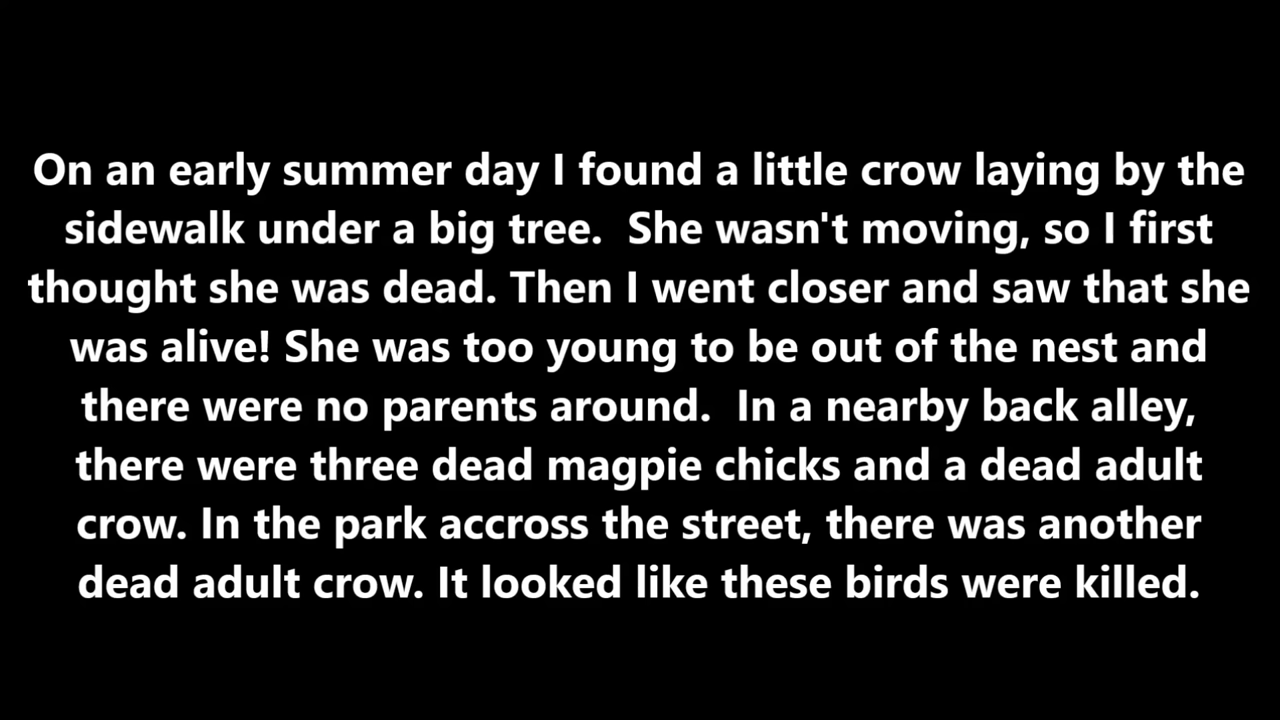 On an early summer day I found a little crow laying by the
sidewalk under a big tree.  She wasn't moving, so I first
thought she was dead. Then I went closer and saw that she
was alive! She was too young to be out of the nest and
there were no parents around.  In a nearby back alley,
there were three dead magpie chicks and a dead adult
crow. In the park accross the street, there was another
dead adult crow. It looked like these birds were killed.